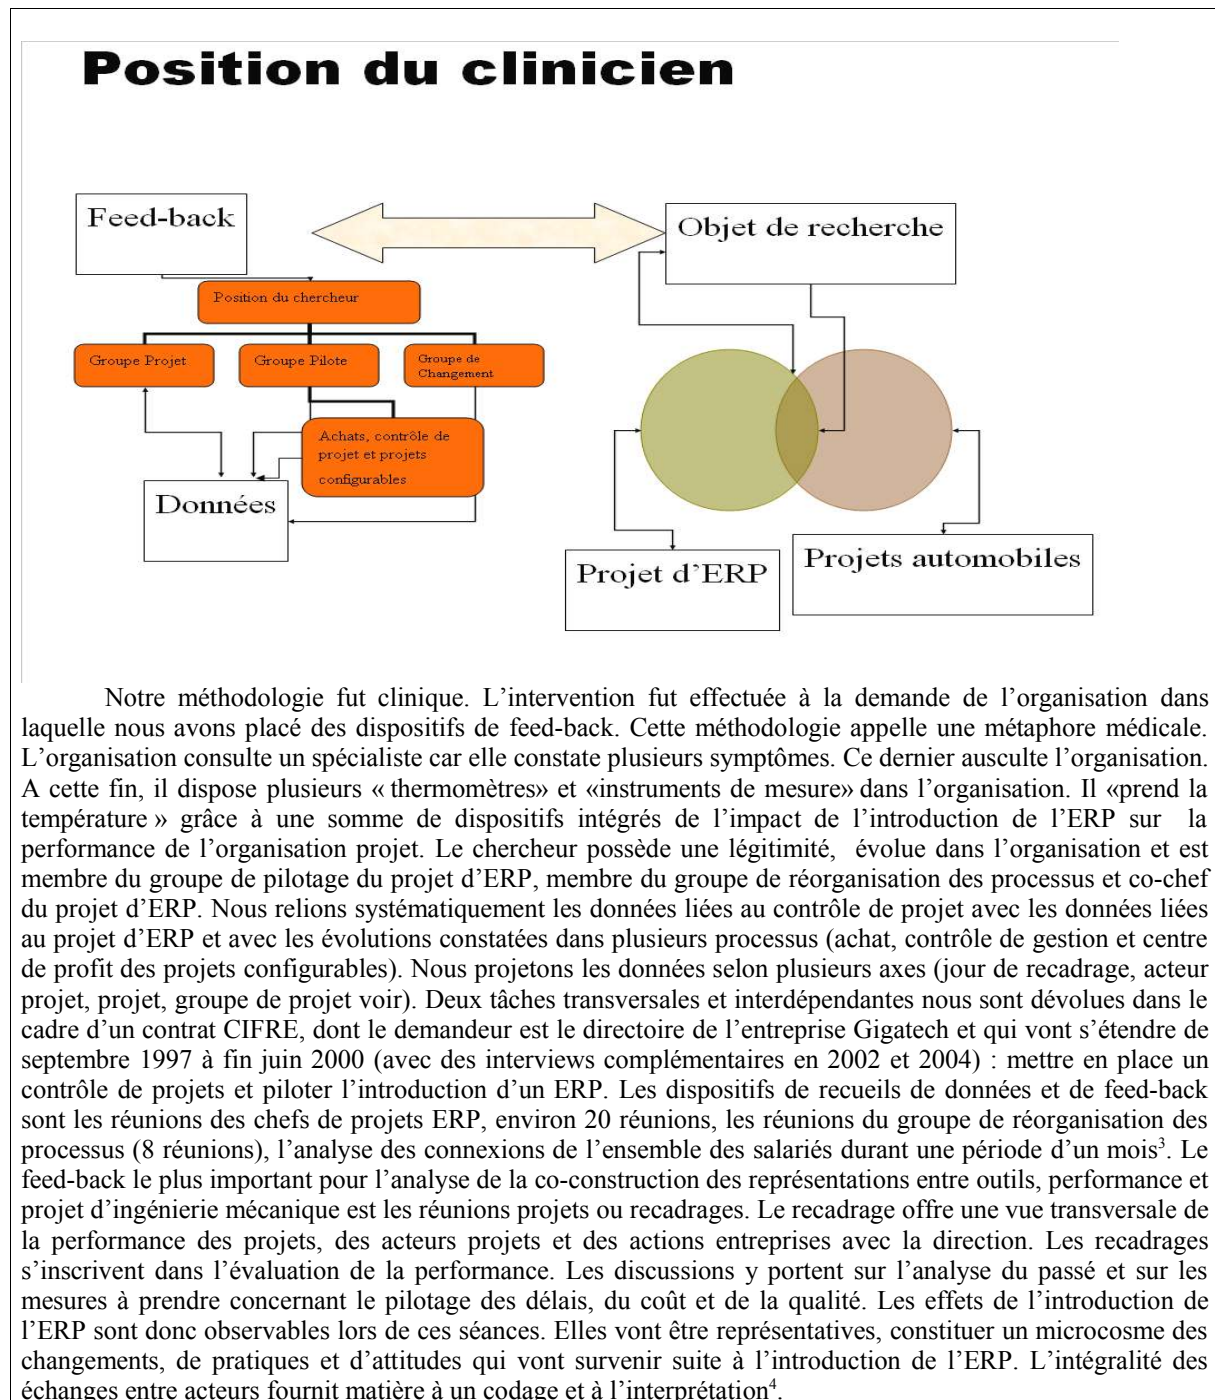 Position du clinicien
Feed-back
Objet de recherche
Position du chercheur
Groupe Projet
Groupe Pilote
Groupe de
Changement
Achats, contrôle de
projet et projets
configurables
Données
Projet d’ERP
Projets automobiles
Notre méthodologie fut clinique. L’intervention fut effectuée à la demande de l’organisation dans
laquelle nous avons placé des dispositifs de feed-back. Cette méthodologie appelle une métaphore médicale.
L’organisation consulte un spécialiste car elle constate plusieurs symptômes. Ce dernier ausculte l’organisation.
A cette fin, il dispose plusieurs « thermomètres» et «instruments de mesure» dans l’organisation. Il «prend la
température » grâce à une somme de dispositifs intégrés de l’impact de l’introduction de l’ERP sur la
performance de l’organisation projet. Le chercheur possède une légitimité, évolue dans l’organisation et est
membre du groupe de pilotage du projet d’ERP, membre du groupe de réorganisation des processus et co-chef
du projet d’ERP. Nous relions systématiquement les données liées au contrôle de projet avec les données liées
au projet d’ERP et avec les évolutions constatées dans plusieurs processus (achat, contrôle de gestion et centre
de profit des projets configurables). Nous projetons les données selon plusieurs axes (jour de recadrage, acteur
projet, projet, groupe de projet voir). Deux tâches transversales et interdépendantes nous sont dévolues dans le
cadre d’un contrat CIFRE, dont le demandeur est le directoire de l’entreprise Gigatech et qui vont s’étendre de
septembre 1997 à fin juin 2000 (avec des interviews complémentaires en 2002 et 2004) : mettre en place un
contrôle de projets et piloter l’introduction d’un ERP. Les dispositifs de recueils de données et de feed-back
sont les réunions des chefs de projets ERP, environ 20 réunions, les réunions du groupe de réorganisation des
processus (8 réunions), l’analyse des connexions de l’ensemble des salariés durant une période d’un mois³. Le
feed-back le plus important pour l’analyse de la co-construction des représentations entre outils, performance et
projet d’ingénierie mécanique est les réunions projets ou recadrages. Le recadrage offre une vue transversale de
la performance des projets, des acteurs projets et des actions entreprises avec la direction. Les recadrages
s’inscrivent dans l’évaluation de la performance. Les discussions y portent sur l’analyse du passé et sur les
mesures à prendre concernant le pilotage des délais, du coût et de la qualité. Les effets de l’introduction de
l’ERP sont donc observables lors de ces séances. Elles vont être représentatives, constituer un microcosme des
changements, de pratiques et d’attitudes qui vont survenir suite à l’introduction de l’ERP. L’intégralité des
échanges entre acteurs fournit matière à un codage et à l’interprétation⁴.